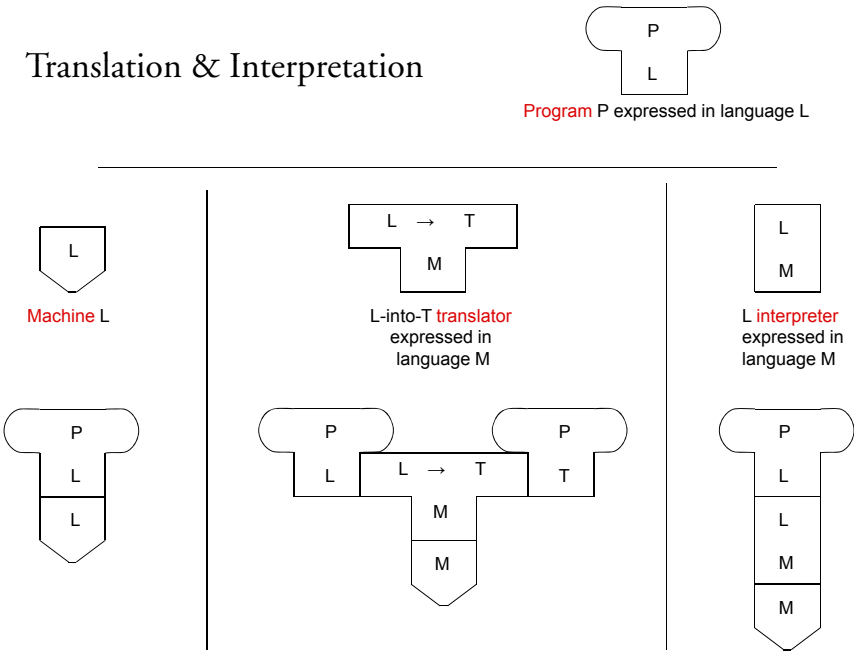 Translation & Interpretation
P
L
Program P expressed in language L
L
Machine L
P
L
L
L → T
M
L-into-T translator
expressed in
language M
P
L
L → T
P
T
M
M
L
M
L interpreter
expressed in
language M
P
L
L
M
M